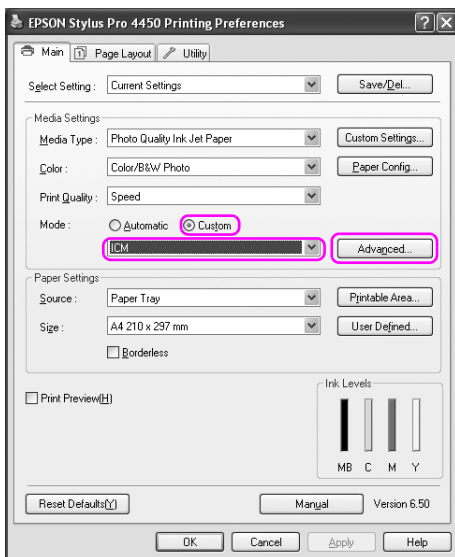 EPSON Stylus Pro 4450 Printing Preferences
Main Page Layout Utility
Select Setting : Current Settings Save/Del...
Media Settings
Media Type : Photo Quality Ink Jet Paper Custom Settings...
Color : Color/B&W Photo Paper Config...
Print Quality : Speed
Mode : Automatic Custom
ICM Advanced...
Paper Settings
Source : Paper Tray Printable Area...
Size : A4 210 x 297 mm User Defined...
Borderless
Ink Levels
Print Preview(H)
MB C M Y
Reset Defaults(Y) Manual Version 6.50
OK Cancel Apply Help